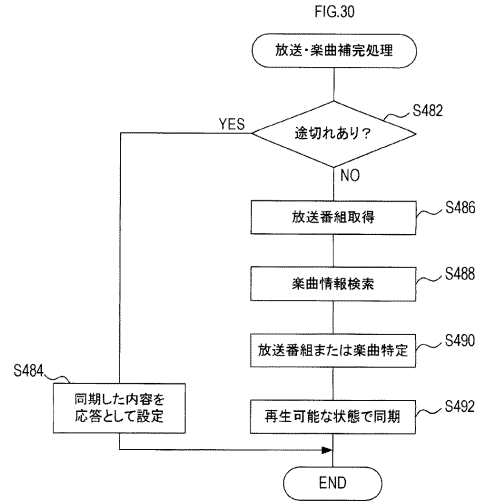 FIG.30
放送・楽曲補完処理
S482
途切れあり？
YES
NO
S486
放送番組取得
S488
楽曲情報検索
S490
放送番組または楽曲特定
S484
同期した内容を
応答として設定
S492
再生可能な状態で同期
END